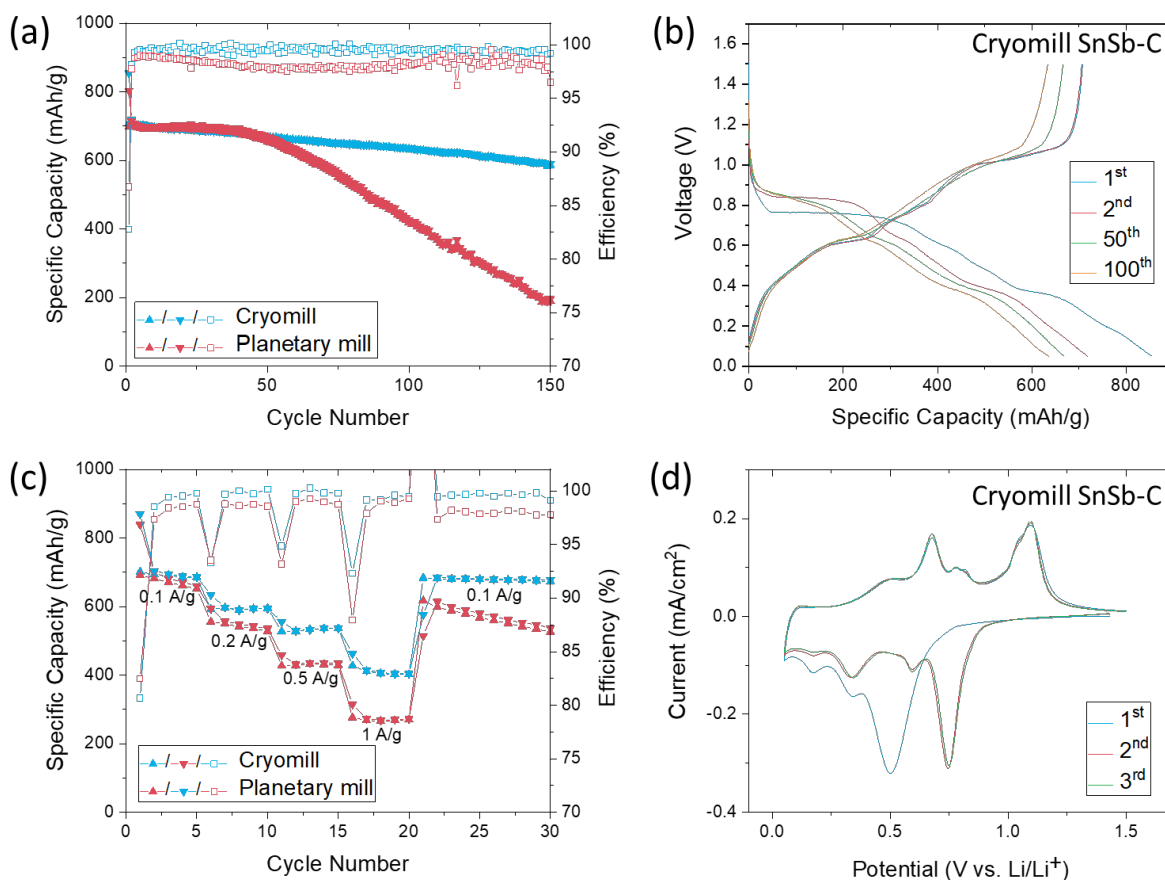 (a)
Specific Capacity (mAh/g)
1000
800
600
400
200
0
0
50
100
150
Cycle Number
100
95
90
85
80
75
70
Efficiency (%)
Cryomill
Planetary mill
(b)
Cryomill SnSb-C
Voltage (V)
1.6
1.4
1.2
1.0
0.8
0.6
0.4
0.2
0.0
0
200
400
600
800
Specific Capacity (mAh/g)
1st
2nd
50th
100th
(c)
Specific Capacity (mAh/g)
1000
900
800
700
600
500
400
300
200
100
0
0
5
10
15
20
25
30
Cycle Number
100
95
90
85
80
75
70
Efficiency (%)
0.1 A/g
0.2 A/g
0.5 A/g
1 A/g
0.1 A/g
Cryomill
Planetary mill
(d)
Cryomill SnSb-C
Current (mA/cm2)
0.2
0.0
-0.2
-0.4
0.0
0.5
1.0
1.5
Potential (V vs. Li/Li+)
1st
2nd
3rd